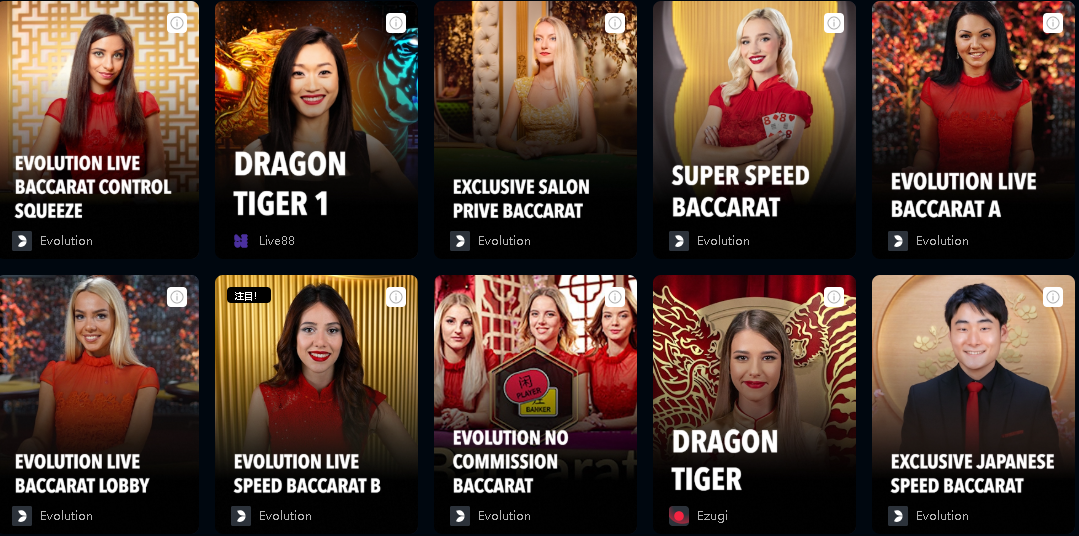 EVOLUTION LIVE
BACCARAT CONTROL
SQUEEZE
Evolution
DRAGON
TIGER 1
Live88
EXCLUSIVE SALON
PRIVE BACCARAT
Evolution
SUPER SPEED
BACCARAT
Evolution
EVOLUTION LIVE
BACCARAT A
Evolution
EVOLUTION LIVE
BACCARAT LOBBY
Evolution
注目!
EVOLUTION LIVE
SPEED BACCARAT B
Evolution
闲
PLAYER
BANKER
EVOLUTION NO
COMMISSION
BACCARAT
Evolution
DRAGON
TIGER
Ezugi
EXCLUSIVE JAPANESE
SPEED BACCARAT
Evolution